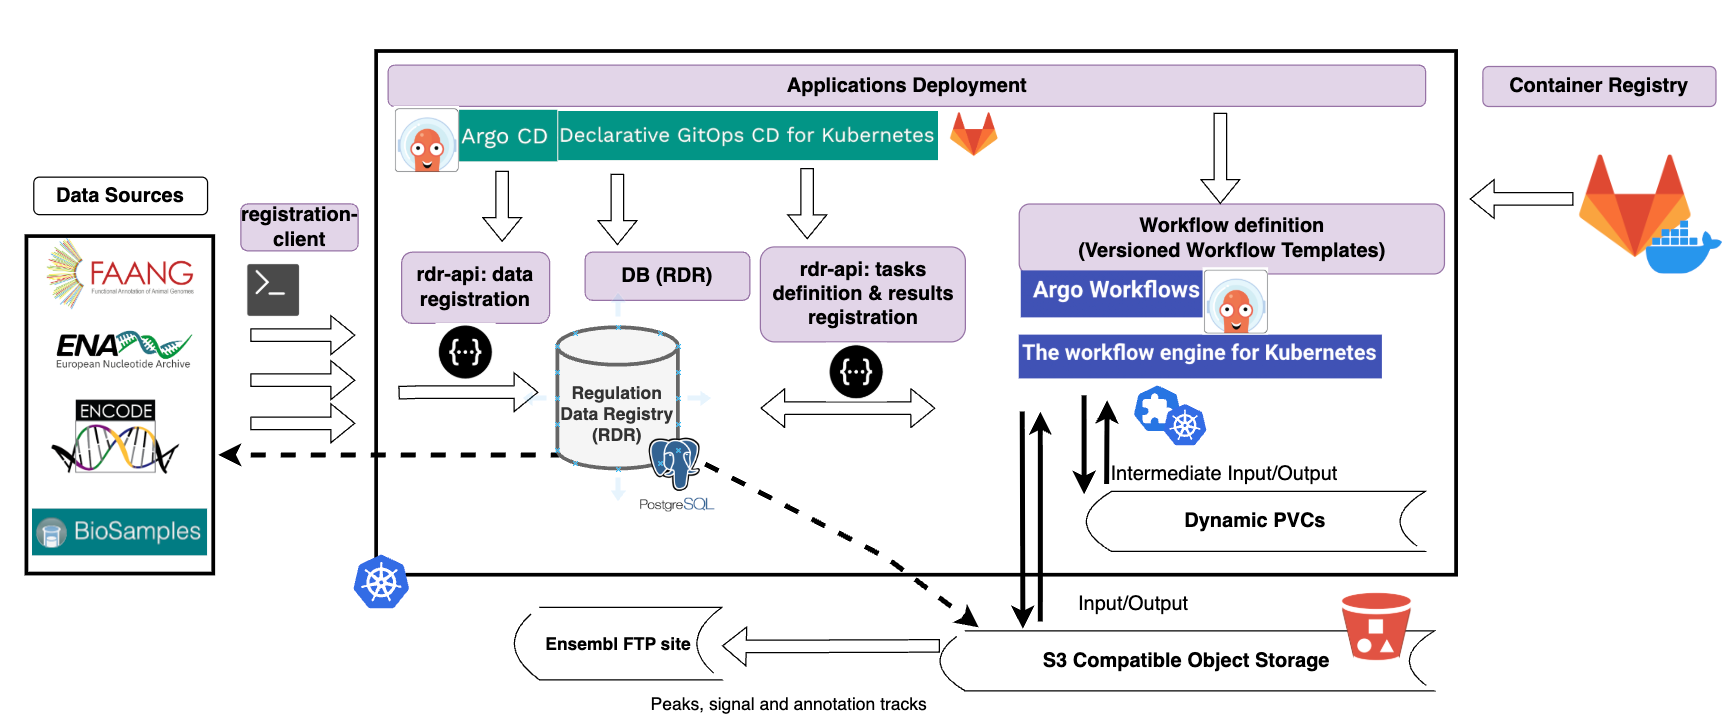 Applications Deployment
Container Registry
Argo CD
Declarative GitOps CD for Kubernetes
Data Sources
registration-
client
>_
FAANG
Functional Annotation of Animal Genomes
ENA
European Nucleotide Archive
ENCODE
BioSamples
rdr-api: data
registration
{···}
DB (RDR)
Regulation
Data Registry
(RDR)
PostgreSQL
rdr-api: tasks
definition & results
registration
{···}
Workflow definition
(Versioned Workflow Templates)
Argo Workflows
The workflow engine for Kubernetes
Intermediate Input/Output
Dynamic PVCs
Input/Output
S3 Compatible Object Storage
Ensembl FTP site
Peaks, signal and annotation tracks